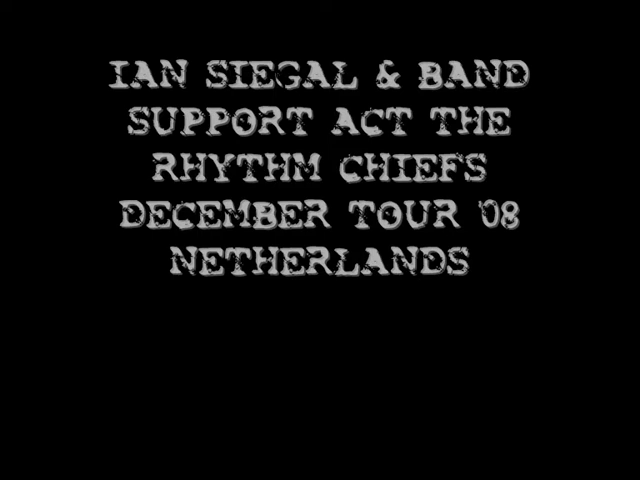 IAN SIEGAL & BAND
SUPPORT ACT THE
RHYTHM CHIEFS
DECEMBER TOUR '08
NETHERLANDS